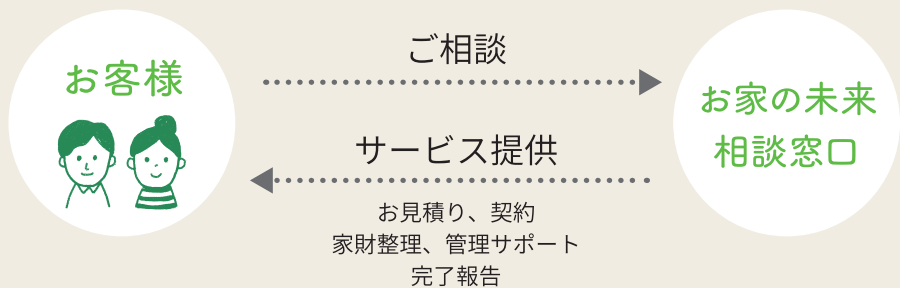 お客様
ご相談
サービス提供
お見積り、契約
家財整理、管理サポート
完了報告
お家の未来
相談窓口